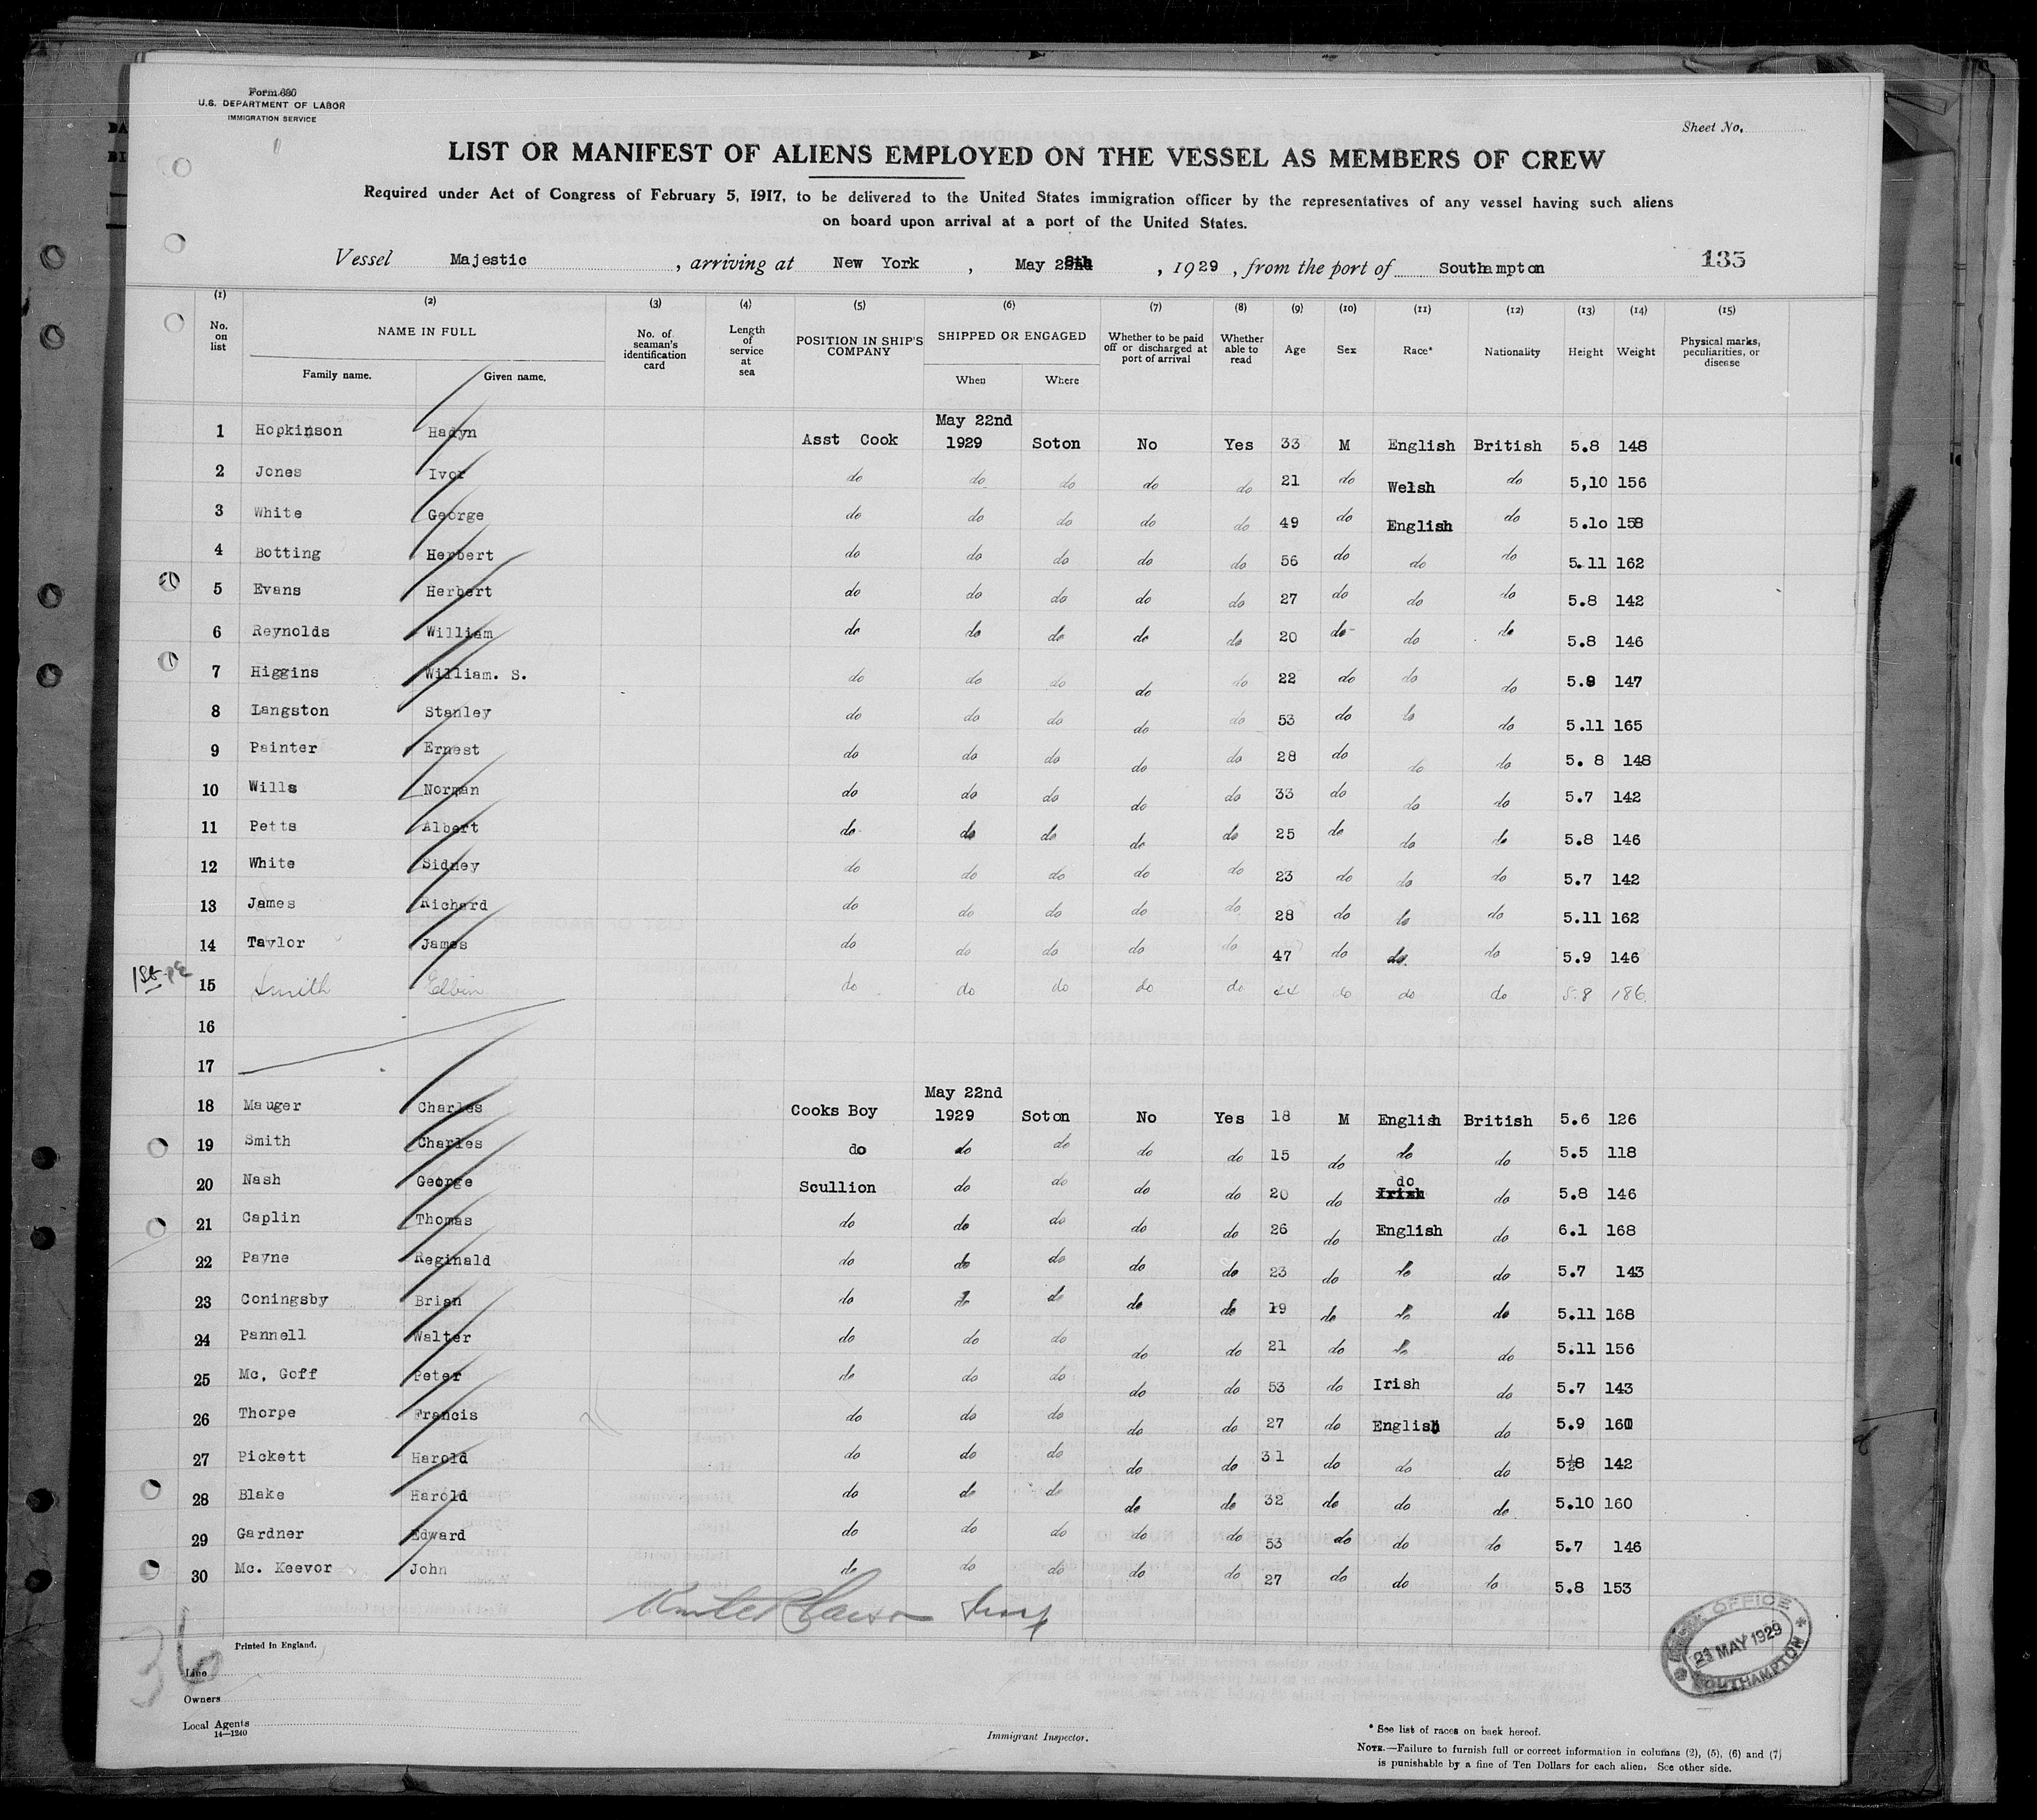 Form 680
U.S. DEPARTMENT OF LABOR
IMMIGRATION SERVICE
Sheet No.
LIST OR MANIFEST OF ALIENS EMPLOYED ON THE VESSEL AS MEMBERS OF CREW
Required under Act of Congress of February 5, 1917, to be delivered to the United States immigration officer by the representatives of any vessel having such aliens
on board upon arrival at a port of the United States.
Vessel Majestic, arriving at New York, May 28th, 1929, from the port of Southampton 135
(1) (2) (3) (4) (5) (6) (7) (8) (9) (10) (11) (12) (13) (14) (15)
No. on list NAME IN FULL Family name. Given name. No. of seaman's identification card Length of service at sea POSITION IN SHIP'S COMPANY SHIPPED OR ENGAGED When Where Whether to be paid off or discharged at port of arrival Whether able to read Age Sex Race* Nationality Height Weight Physical marks, peculiarities, or disease
1 Hopkinson Hadyn Asst Cook May 22nd 1929 Soton No Yes 33 M English British 5.8 148
2 Jones Ivor do do do do do 21 do Welsh do 5,10 156
3 White George do do do do do 49 do English do 5.10 158
4 Botting Herbert do do do do do 56 do do do 5.11 162
5 Evans Herbert do do do do do 27 do do do 5.8 142
6 Reynolds William do do do do do 20 do do do 5.8 146
7 Higgins William. S. do do do do do 22 do do do 5.8 147
8 Langston Stanley do do do do do 53 do do do 5.11 165
9 Painter Ernest do do do do do 28 do do do 5. 8 148
10 Wills Norman do do do do do 33 do do do 5.7 142
11 Petts Albert do do do do do 25 do do do 5.8 146
12 White Sidney do do do do do 23 do do do 5.7 142
13 James Richard do do do do do 28 do do do 5.11 162
14 Taylor James do do do do do 47 do do do 5.9 146
1st 15 Smith do do do do do 44 do do do 5.8 186
16
17
18 Mauger Charles Cooks Boy May 22nd 1929 Soton No Yes 18 M English British 5.6 126
19 Smith Charles do do do do do 15 do do do 5.5 118
20 Nash George Scullion do do do do 20 do Irish do do 5.8 146
21 Caplin Thomas do do do do do 26 do English do 6.1 168
22 Payne Reginald do do do do do 23 do do do 5.7 143
23 Coningsby Brian do do do do do 19 do do do 5.11 168
24 Pannell Walter do do do do do 21 do do do 5.11 156
25 Mc, Goff Peter do do do do do 53 do Irish do 5.7 143
26 Thorpe Francis do do do do do 27 do English do 5.9 160
27 Pickett Harold do do do do do 31 do do do 5½8 142
28 Blake Harold do do do do do 32 do do do 5.10 160
29 Gardner Edward do do do do do 53 do do do 5.7 146
30 Mc. Keevor John do do do do do 27 do do do 5.8 153
36
Printed in England.
Line
Owners
Local Agents
14—1240
Immigrant Inspector.
OFFICE
21 MAY 1929
SOUTHAMPTON
* See list of races on back hereof.
NOTE.—Failure to furnish full or correct information in columns (2), (5), (6) and (7)
is punishable by a fine of Ten Dollars for each alien. See other side.